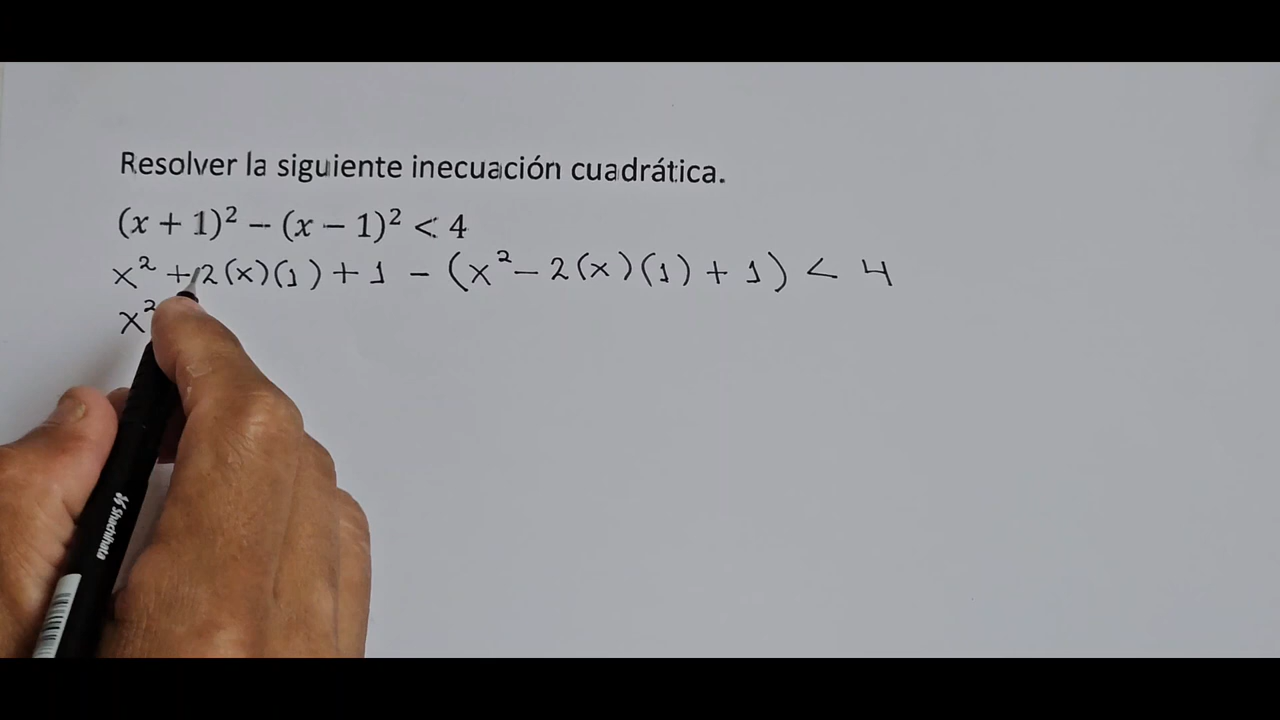 Resolver la siguiente inecuación cuadrática.
(x + 1)² − (x − 1)² < 4
x² + 2(x)(1) + 1 − (x² − 2(x)(1) + 1) < 4
x²
Shachihata